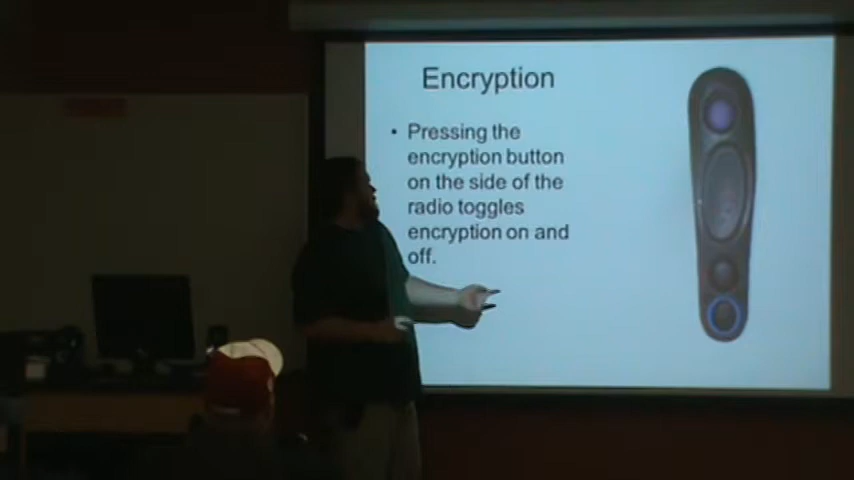 Encryption
• Pressing the
encryption button
on the side of the
radio toggles
encryption on and
off.